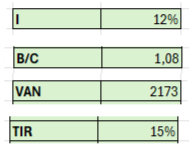 I 12%
B/C 1,08
VAN 2173
TIR 15%